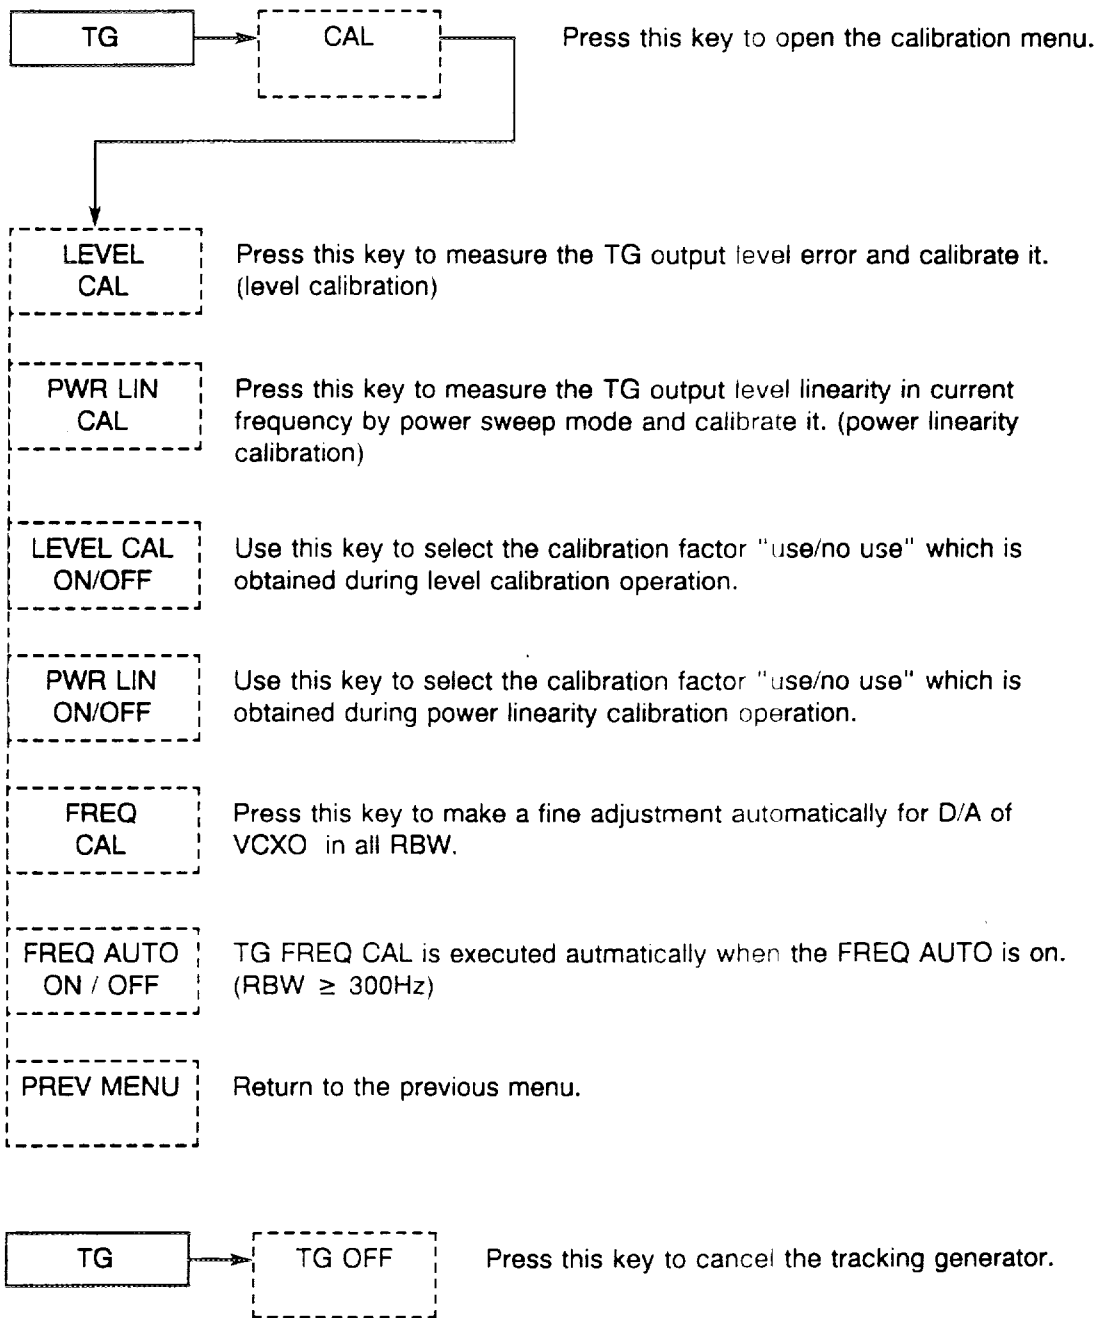 TG
CAL
Press this key to open the calibration menu.
LEVEL
CAL
Press this key to measure the TG output level error and calibrate it.
(level calibration)
PWR LIN
CAL
Press this key to measure the TG output level linearity in current
frequency by power sweep mode and calibrate it. (power linearity
calibration)
LEVEL CAL
ON/OFF
Use this key to select the calibration factor "use/no use" which is
obtained during level calibration operation.
PWR LIN
ON/OFF
Use this key to select the calibration factor "use/no use" which is
obtained during power linearity calibration operation.
FREQ
CAL
Press this key to make a fine adjustment automatically for D/A of
VCXO in all RBW.
FREQ AUTO
ON / OFF
TG FREQ CAL is executed autmatically when the FREQ AUTO is on.
(RBW ≥ 300Hz)
PREV MENU
Return to the previous menu.
TG
TG OFF
Press this key to cancel the tracking generator.